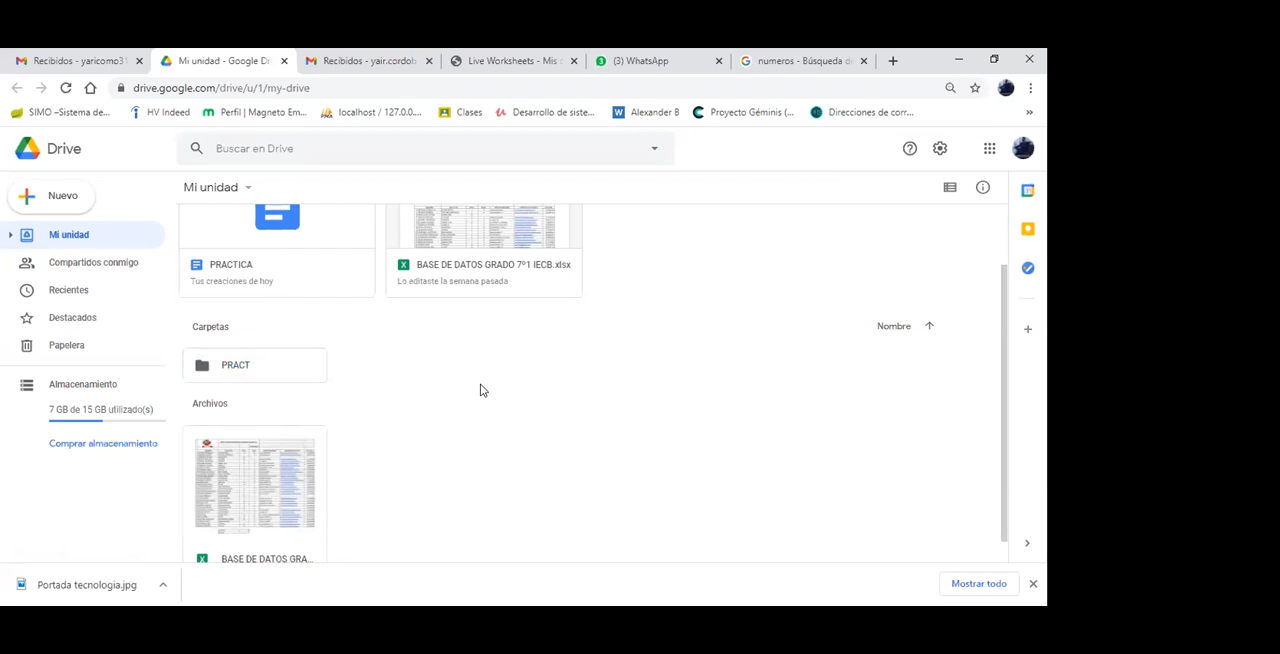 Recibidos - yaricomo31
Mi unidad - Google Dr
Recibidos - yair.cordob
Live Worksheets - Mis
(3) WhatsApp
numeros - Búsqueda d
drive.google.com/drive/u/1/my-drive
SIMO –Sistema de...
HV Indeed
Perfil | Magneto Em...
localhost / 127.0.0....
Clases
Desarrollo de siste...
Alexander B
Proyecto Géminis (...
Direcciones de corr...
»
Drive
Buscar en Drive
Nuevo
Mi unidad
Mi unidad
Compartidos conmigo
Recientes
Destacados
Papelera
Almacenamiento
7 GB de 15 GB utilizado(s)
Comprar almacenamiento
PRACTICA
Tus creaciones de hoy
BASE DE DATOS GRADO 7º1 IECB.xlsx
Lo editaste la semana pasada
Carpetas
Nombre
PRACT
Archivos
BASE DE DATOS GRA...
Portada tecnologia.jpg
Mostrar todo